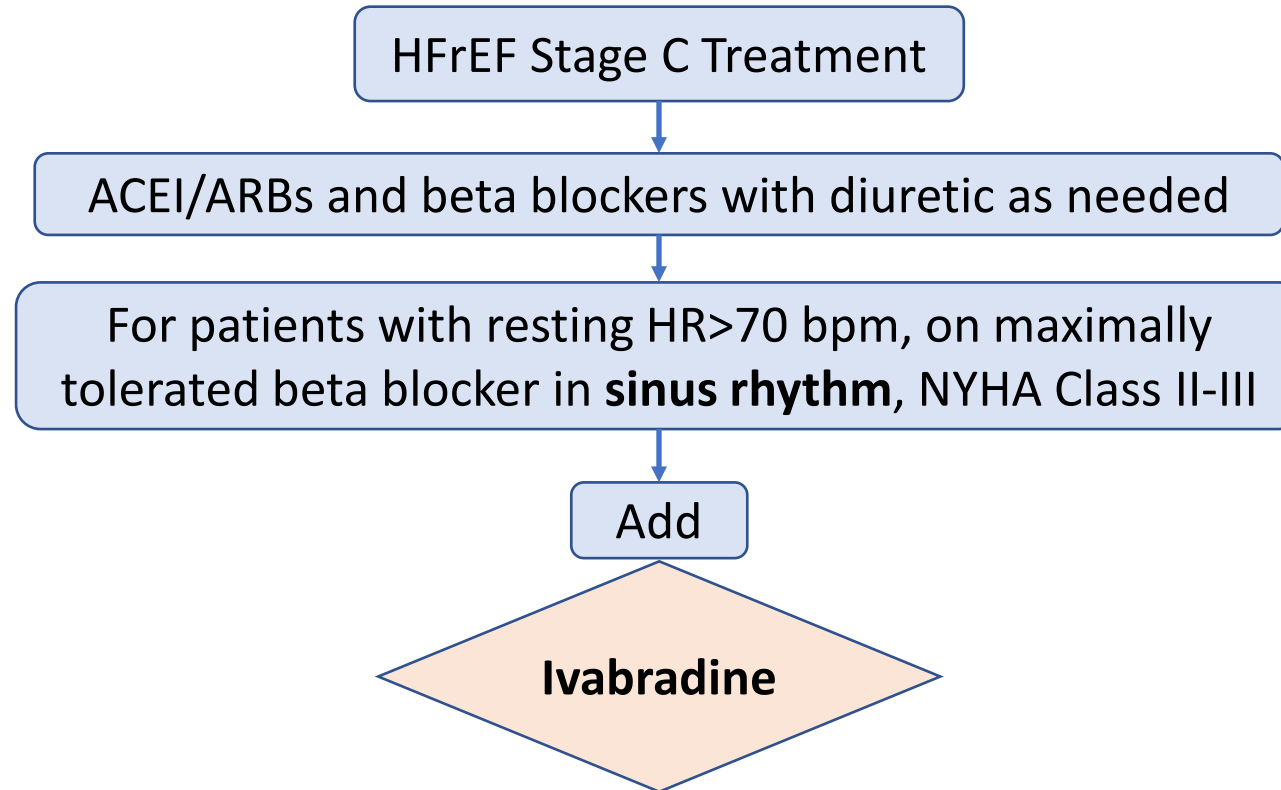 HFrEF Stage C Treatment
ACEI/ARBs and beta blockers with diuretic as needed
For patients with resting HR>70 bpm, on maximally
tolerated beta blocker in sinus rhythm, NYHA Class II-III
Add
Ivabradine